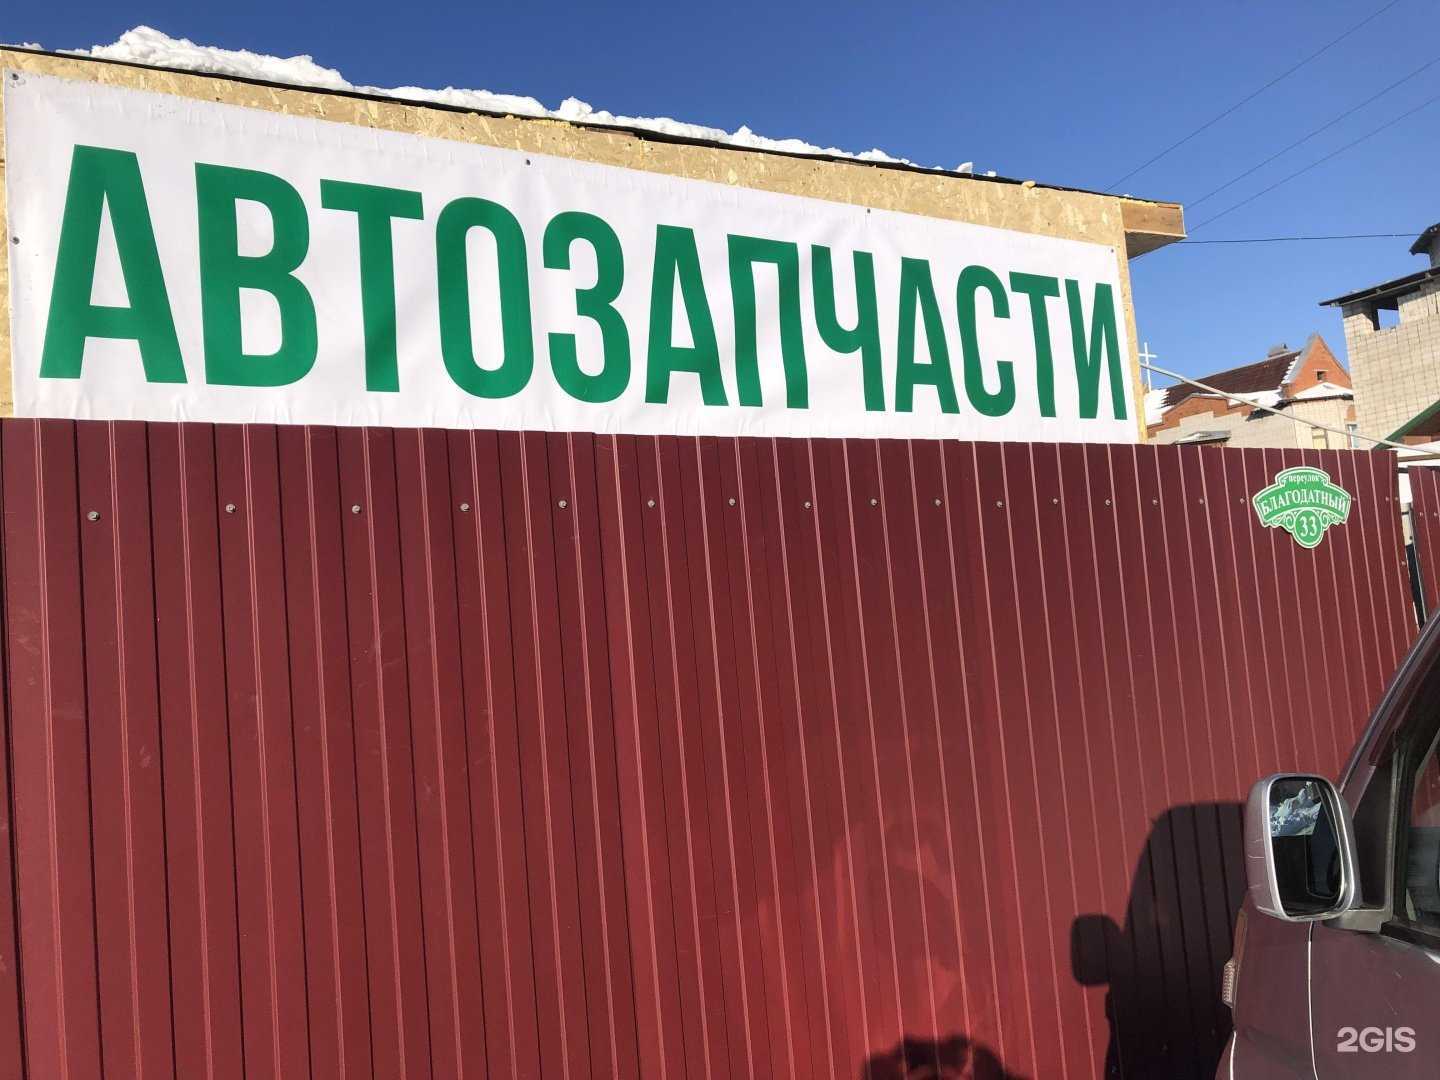 АВТОЗАПЧАСТИ
переулок
БЛАГОДАТНЫЙ
33
2GIS